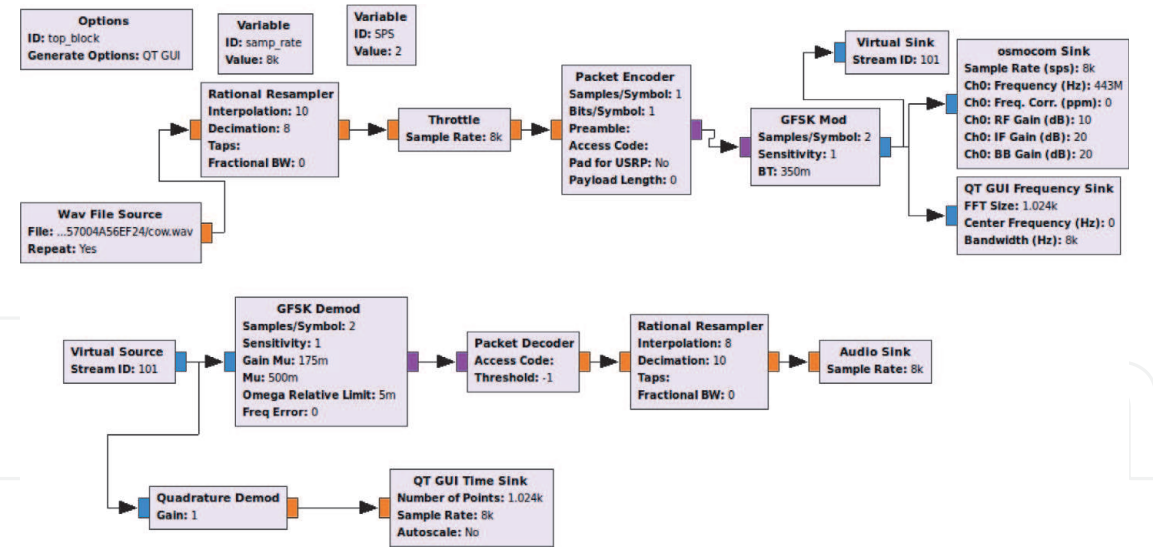 Options
ID: top_block
Generate Options: QT GUI
Variable
ID: samp_rate
Value: 8k
Variable
ID: SPS
Value: 2
Rational Resampler
Interpolation: 10
Decimation: 8
Taps:
Fractional BW: 0
Throttle
Sample Rate: 8k
Packet Encoder
Samples/Symbol: 1
Bits/Symbol: 1
Preamble:
Access Code:
Pad for USRP: No
Payload Length: 0
GFSK Mod
Samples/Symbol: 2
Sensitivity: 1
BT: 350m
Virtual Sink
Stream ID: 101
osmocom Sink
Sample Rate (sps): 8k
Ch0: Frequency (Hz): 443M
Ch0: Freq. Corr. (ppm): 0
Ch0: RF Gain (dB): 10
Ch0: IF Gain (dB): 20
Ch0: BB Gain (dB): 20
QT GUI Frequency Sink
FFT Size: 1.024k
Center Frequency (Hz): 0
Bandwidth (Hz): 8k
Wav File Source
File: ...57004A56EF24/cow.wav
Repeat: Yes
Virtual Source
Stream ID: 101
GFSK Demod
Samples/Symbol: 2
Sensitivity: 1
Gain Mu: 175m
Mu: 500m
Omega Relative Limit: 5m
Freq Error: 0
Packet Decoder
Access Code:
Threshold: -1
Rational Resampler
Interpolation: 8
Decimation: 10
Taps:
Fractional BW: 0
Audio Sink
Sample Rate: 8k
Quadrature Demod
Gain: 1
QT GUI Time Sink
Number of Points: 1.024k
Sample Rate: 8k
Autoscale: No